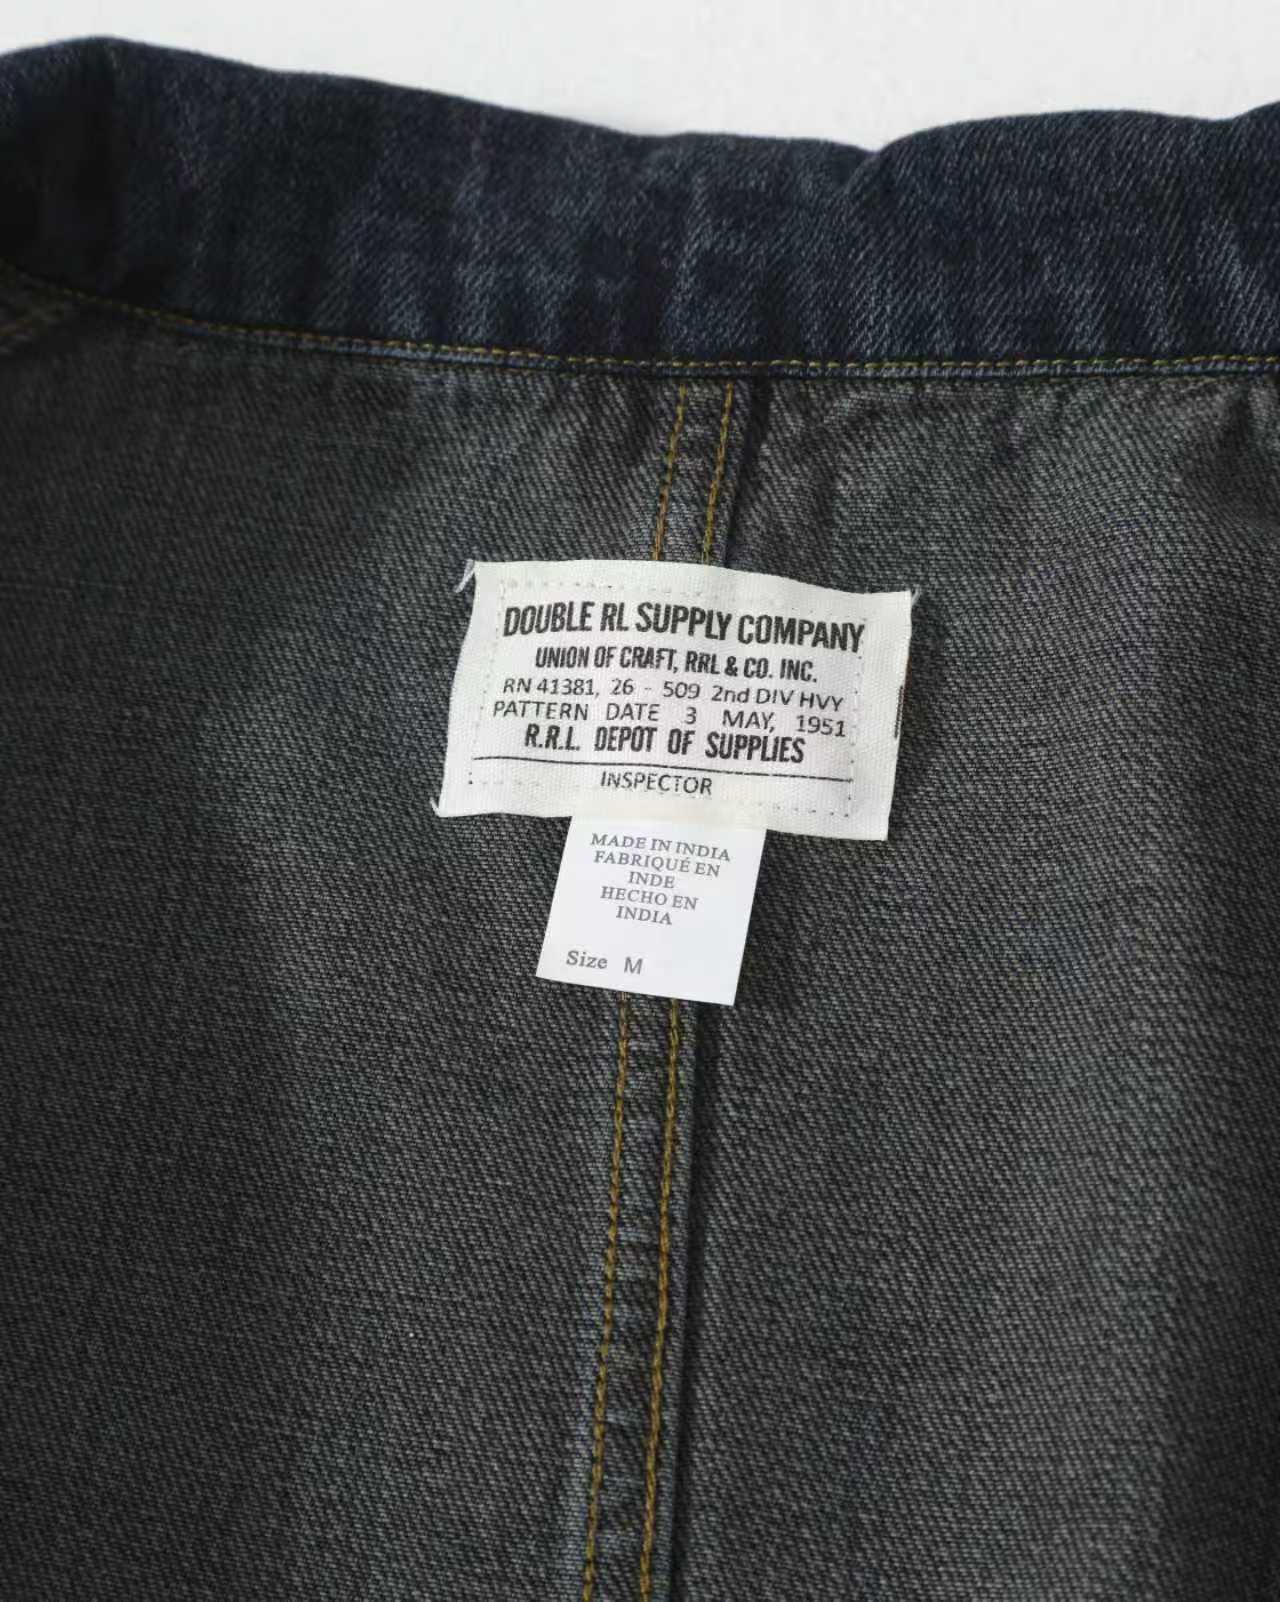 DOUBLE RL SUPPLY COMPANY
UNION OF CRAFT, RRL & CO. INC.
RN 41381, 26 - 509 2nd DIV HVY
PATTERN DATE 3 MAY, 1951
R.R.L. DEPOT OF SUPPLIES
INSPECTOR
MADE IN INDIA
FABRIQUÉ EN
INDE
HECHO EN
INDIA
Size M